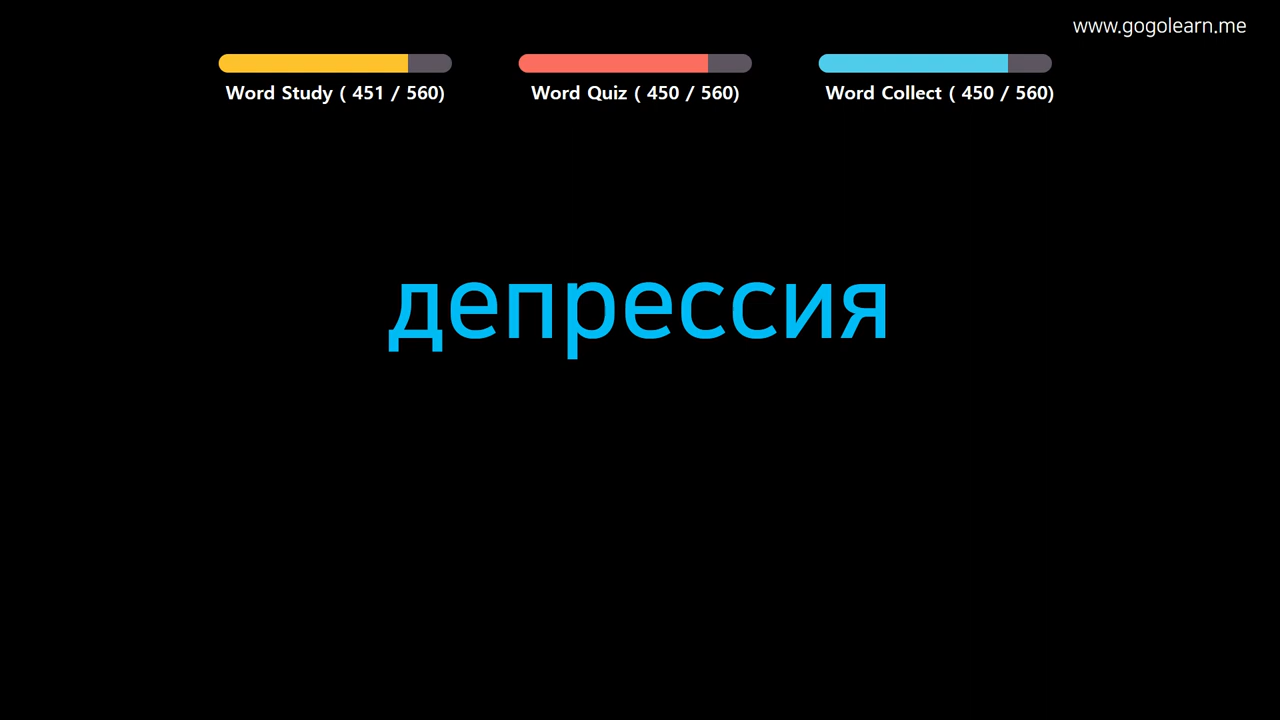 www.gogolearn.me
Word Study ( 451 / 560)
Word Quiz ( 450 / 560)
Word Collect ( 450 / 560)
депрессия